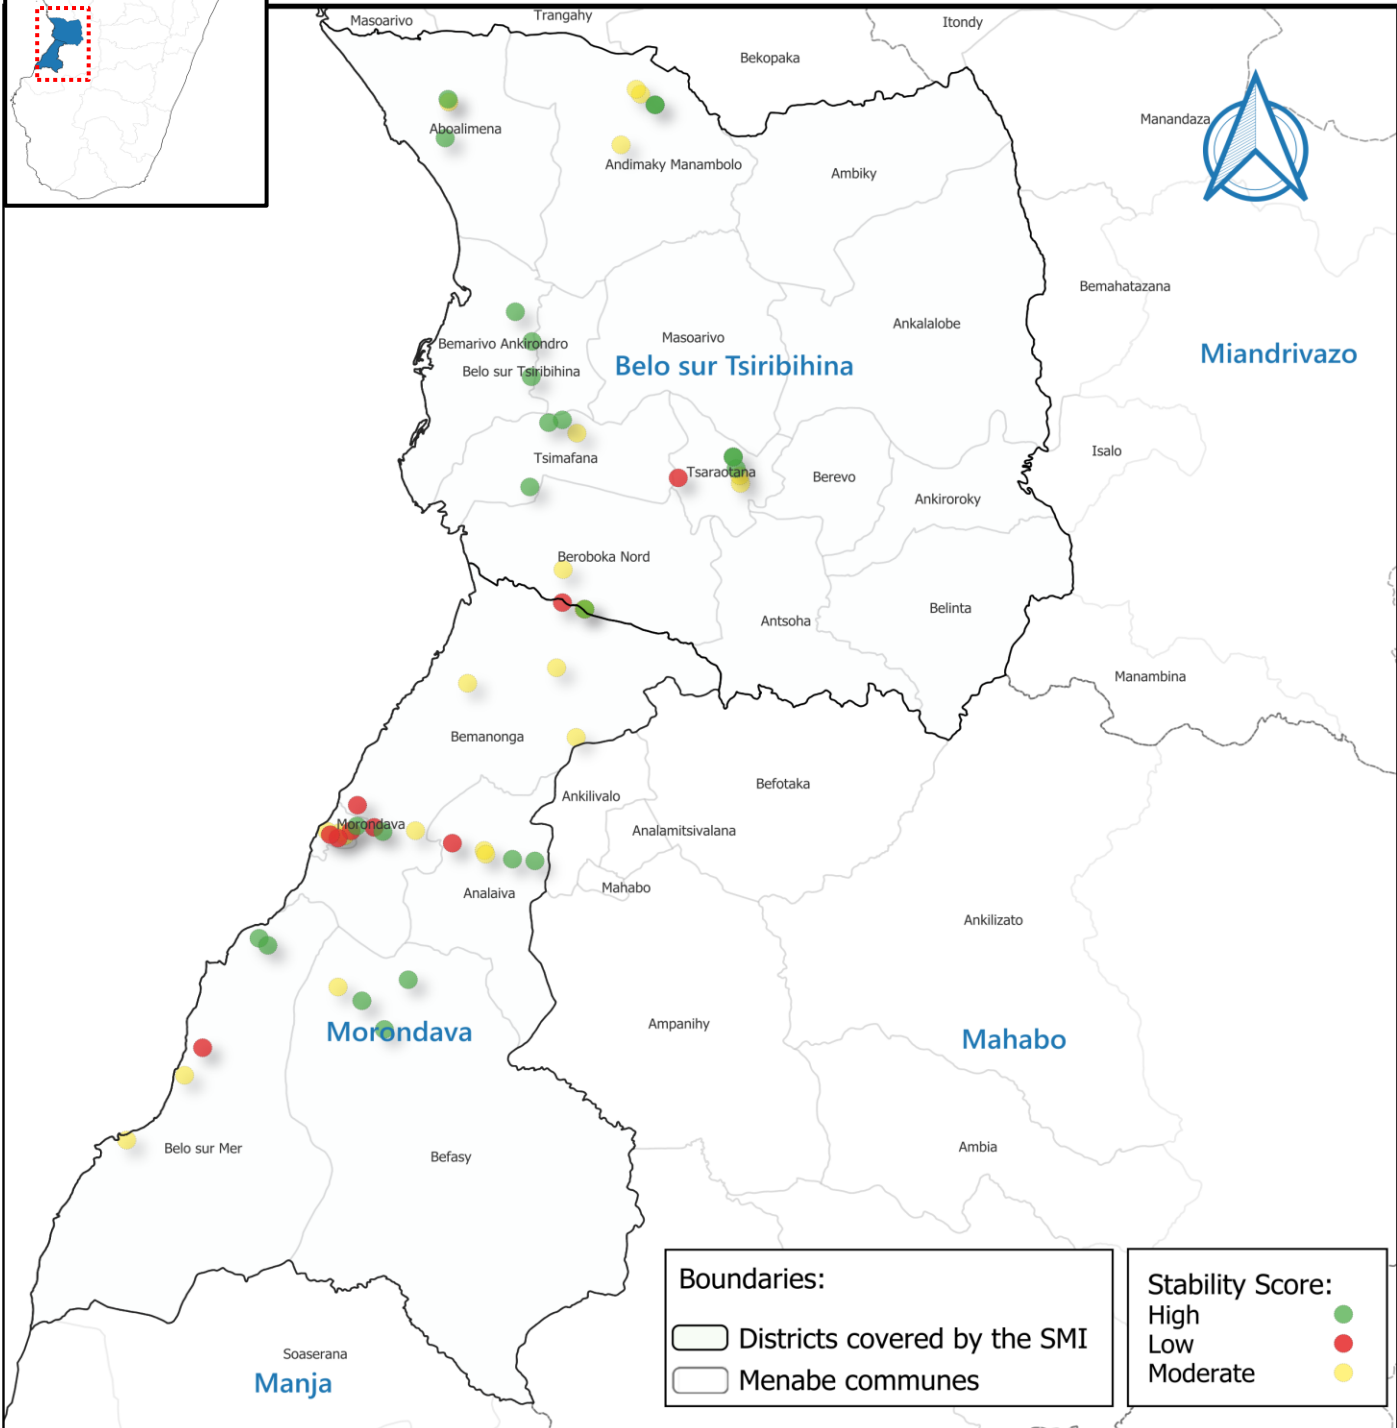 Masoarivo
Trangahy
Itondy
Bekopaka
Manandaza
Aboalimena
Andimaky Manambolo
Ambiky
Bemahatazana
Ankalalobe
Masoarivo
Bemarivo Ankirondro
Miandrivazo
Belo sur Tsiribihina
Belo sur Tsiribihina
Isalo
Tsimafana
Tsaraotana
Berevo
Ankiroroky
Beroboka Nord
Belinta
Antsoha
Manambina
Bemanonga
Befotaka
Ankilivalo
Morondava
Analamitsivalana
Mahabo
Analaiva
Ankilizato
Ampanihy
Morondava
Mahabo
Belo sur Mer
Ambia
Befasy
Boundaries:
Districts covered by the SMI
Menabe communes
Stability Score:
High
Low
Moderate
Soaserana
Manja